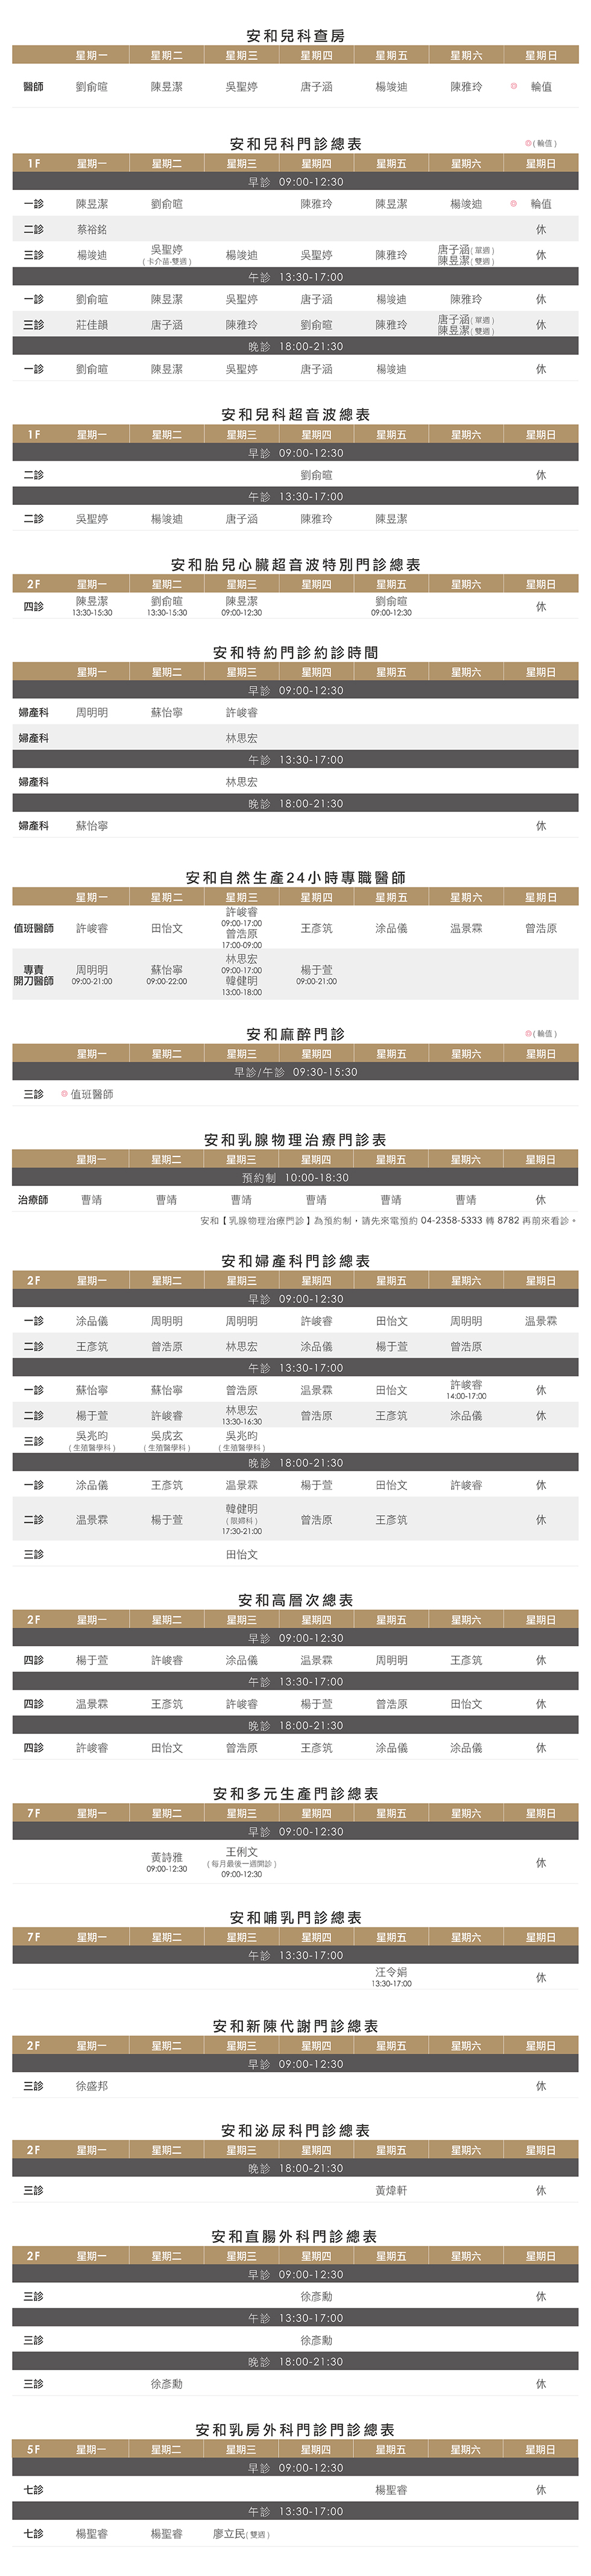 安和兒科查房
星期一 星期二 星期三 星期四 星期五 星期六 星期日
醫師 劉俞暄 陳昱潔 吳聖婷 唐子涵 楊竣迪 陳雅玲 輪值
安和兒科門診總表 (輪值)
1F 星期一 星期二 星期三 星期四 星期五 星期六 星期日
早診 09:00-12:30
一診 陳昱潔 劉俞暄 陳雅玲 陳昱潔 楊竣迪 輪值
二診 蔡裕銘 休
三診 楊竣迪 吳聖婷 (卡介苗-雙週) 楊竣迪 吳聖婷 陳雅玲 唐子涵(單週) 陳昱潔(雙週) 休
午診 13:30-17:00
一診 劉俞暄 陳昱潔 吳聖婷 唐子涵 楊竣迪 陳雅玲 休
三診 莊佳韻 唐子涵 陳雅玲 劉俞暄 陳雅玲 唐子涵(單週) 陳昱潔(雙週) 休
晚診 18:00-21:30
一診 劉俞暄 陳昱潔 吳聖婷 唐子涵 楊竣迪 休
安和兒科超音波總表
1F 星期一 星期二 星期三 星期四 星期五 星期六 星期日
早診 09:00-12:30
二診 劉俞暄 休
午診 13:30-17:00
二診 吳聖婷 楊竣迪 唐子涵 陳雅玲 陳昱潔
安和胎兒心臟超音波特別門診總表
2F 星期一 星期二 星期三 星期四 星期五 星期六 星期日
四診 陳昱潔 劉俞暄 陳昱潔 劉俞暄 休
13:30-15:30 13:30-15:30 09:00-12:30 09:00-12:30
安和特約門診約診時間
星期一 星期二 星期三 星期四 星期五 星期六 星期日
早診 09:00-12:30
婦產科 周明明 蘇怡寧 許峻睿
婦產科 林思宏
午診 13:30-17:00
婦產科 林思宏
晚診 18:00-21:30
婦產科 蘇怡寧 休
安和自然生產24小時專職醫師
星期一 星期二 星期三 星期四 星期五 星期六 星期日
值班醫師 許峻睿 田怡文 許峻睿 09:00-17:00 曾浩原 17:00-09:00 王彥筑 涂品儀 温景霖 曾浩原
專責開刀醫師 周明明 09:00-21:00 蘇怡寧 09:00-22:00 林思宏 09:00-17:00 韓健明 13:00-18:00 楊于萱 09:00-21:00
安和麻醉門診 (輪值)
星期一 星期二 星期三 星期四 星期五 星期六 星期日
早診/午診 09:30-15:30
三診 值班醫師
安和乳腺物理治療門診表
星期一 星期二 星期三 星期四 星期五 星期六 星期日
預約制 10:00-18:30
治療師 曹靖 曹靖 曹靖 曹靖 曹靖 曹靖 休
安和【乳腺物理治療門診】為預約制，請先來電預約 04-2358-5333 轉 8782 再前來看診。
安和婦產科門診總表
2F 星期一 星期二 星期三 星期四 星期五 星期六 星期日
早診 09:00-12:30
一診 涂品儀 周明明 周明明 許峻睿 田怡文 周明明 温景霖
二診 王彥筑 曾浩原 林思宏 涂品儀 楊于萱 曾浩原
午診 13:30-17:00
一診 蘇怡寧 蘇怡寧 曾浩原 温景霖 田怡文 許峻睿 14:00-17:00 休
二診 楊于萱 許峻睿 林思宏 13:30-16:30 曾浩原 王彥筑 涂品儀 休
三診 吳兆昀 吳成玄 吳兆昀
(生殖醫學科) (生殖醫學科) (生殖醫學科)
晚診 18:00-21:30
一診 涂品儀 王彥筑 温景霖 楊于萱 田怡文 許峻睿 休
二診 温景霖 楊于萱 韓健明 (限婦科) 17:30-21:00 曾浩原 王彥筑 休
三診 田怡文
安和高層次總表
2F 星期一 星期二 星期三 星期四 星期五 星期六 星期日
早診 09:00-12:30
四診 楊于萱 許峻睿 涂品儀 温景霖 周明明 王彥筑 休
午診 13:30-17:00
四診 温景霖 王彥筑 許峻睿 楊于萱 曾浩原 田怡文 休
晚診 18:00-21:30
四診 許峻睿 田怡文 曾浩原 王彥筑 涂品儀 涂品儀 休
安和多元生產門診總表
7F 星期一 星期二 星期三 星期四 星期五 星期六 星期日
早診 09:00-12:30
黃詩雅 09:00-12:30 王俐文 (每月最後一週開診) 09:00-12:30 休
安和哺乳門診總表
7F 星期一 星期二 星期三 星期四 星期五 星期六 星期日
午診 13:30-17:00
汪令娟 13:30-17:00 休
安和新陳代謝門診總表
2F 星期一 星期二 星期三 星期四 星期五 星期六 星期日
早診 09:00-12:30
三診 徐盛邦 休
安和泌尿科門診總表
2F 星期一 星期二 星期三 星期四 星期五 星期六 星期日
晚診 18:00-21:30
三診 黃煒軒 休
安和直腸外科門診總表
2F 星期一 星期二 星期三 星期四 星期五 星期六 星期日
早診 09:00-12:30
三診 徐彥勳 休
午診 13:30-17:00
三診 徐彥勳
晚診 18:00-21:30
三診 徐彥勳 休
安和乳房外科門診門診總表
5F 星期一 星期二 星期三 星期四 星期五 星期六 星期日
早診 09:00-12:30
七診 楊聖睿 休
午診 13:30-17:00
七診 楊聖睿 楊聖睿 廖立民(雙週)